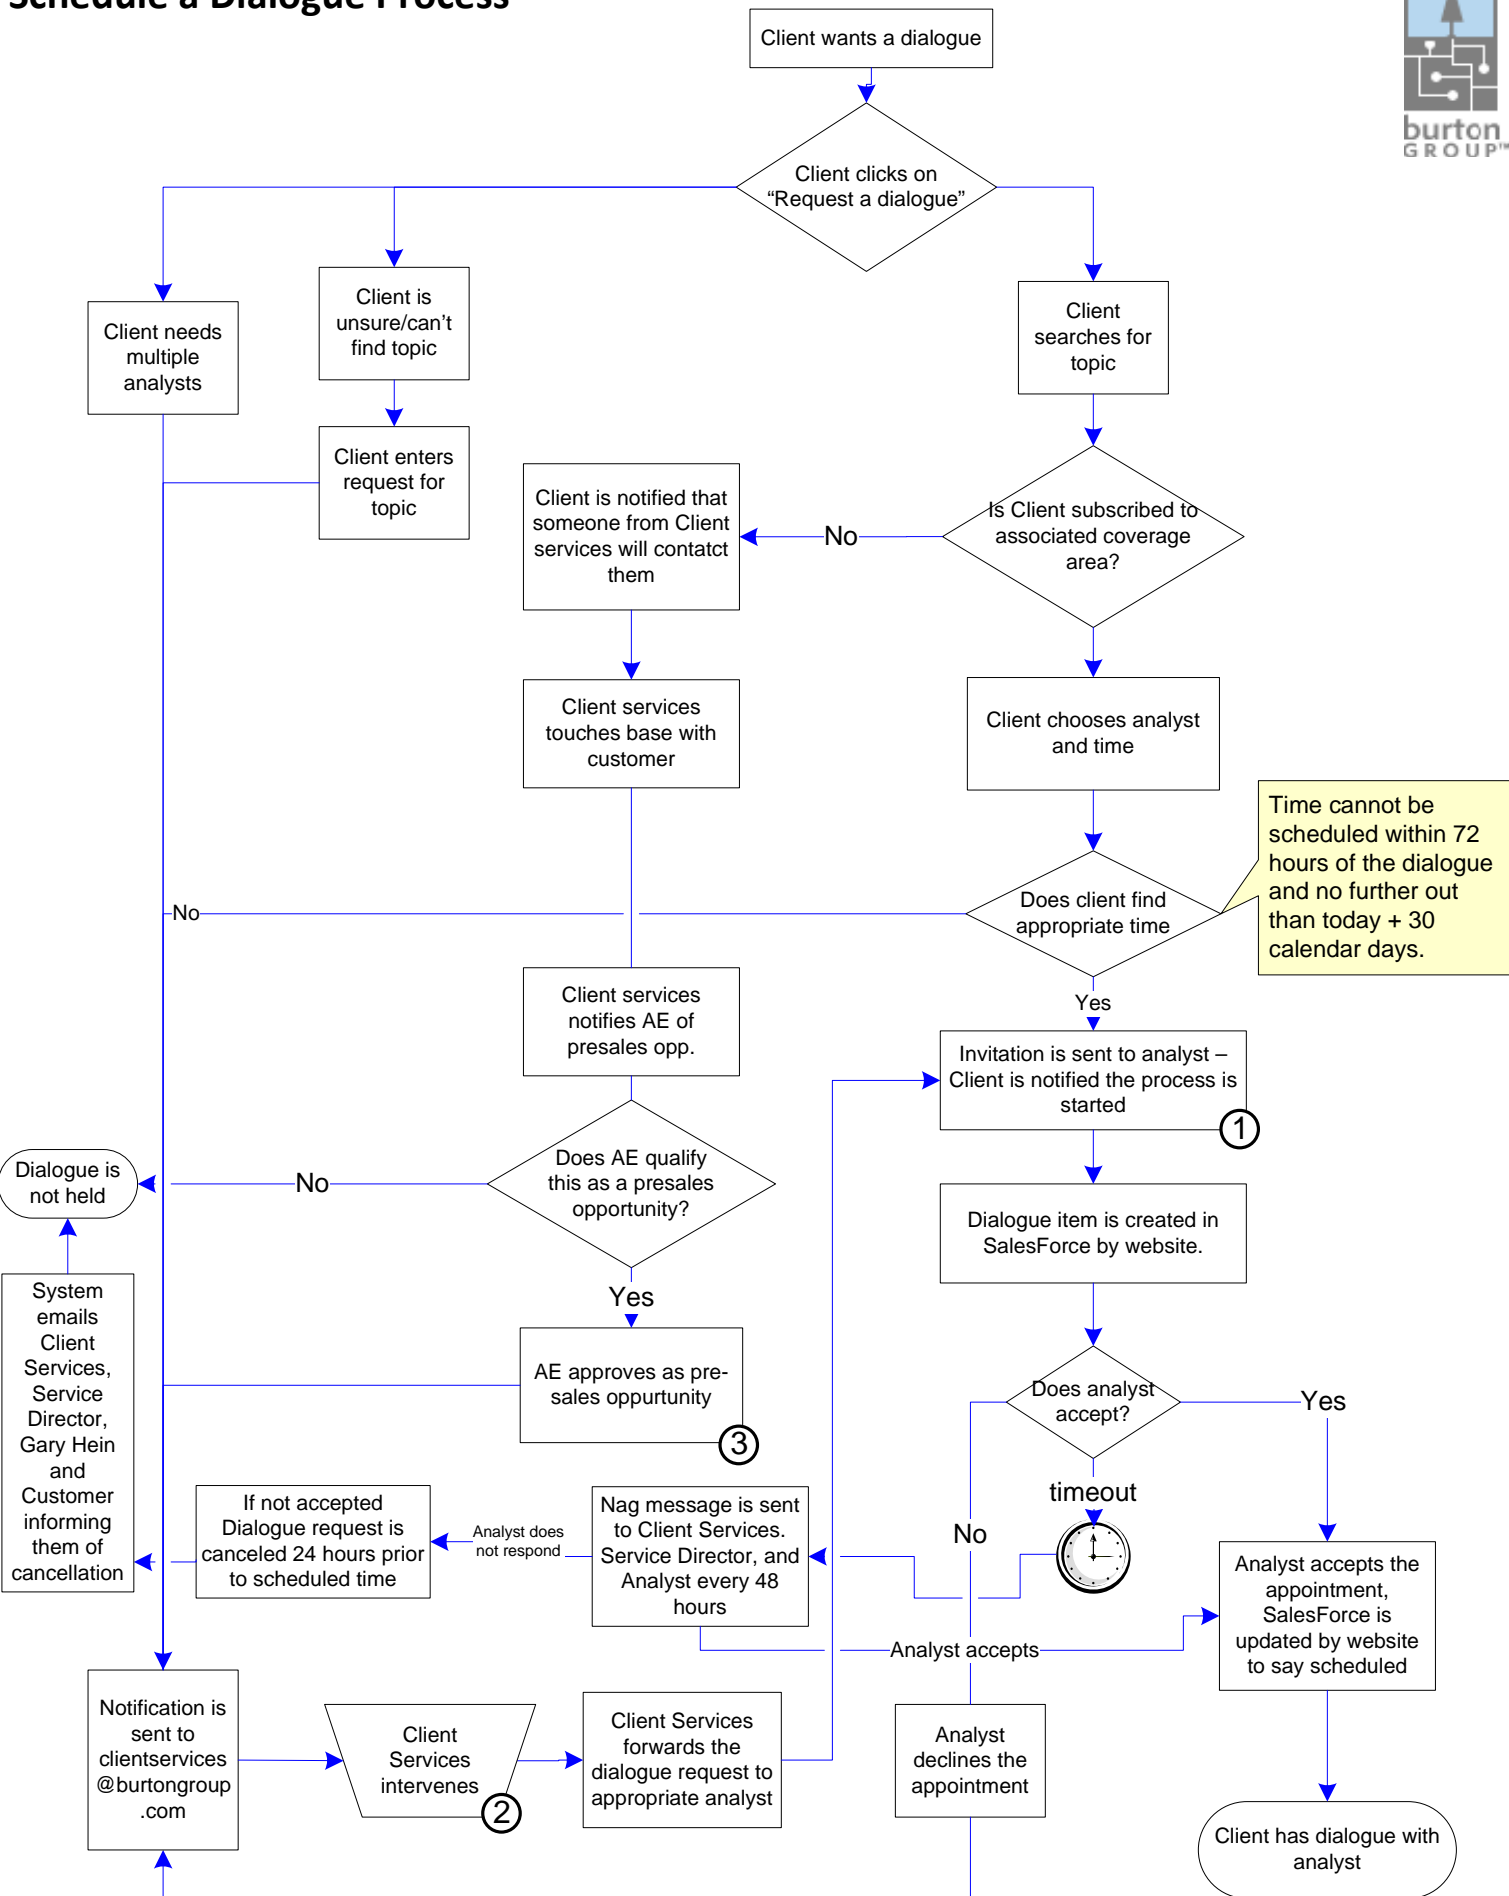 Schedule a Dialogue Process
burton
GROUP™
Client wants a dialogue
Client clicks on
“Request a dialogue”
Client needs
multiple
analysts
Client is
unsure/can’t
find topic
Client
searches for
topic
Client enters
request for
topic
Client is notified that
someone from Client
services will contatct
them
No
Is Client subscribed to
associated coverage
area?
Client services
touches base with
customer
Client chooses analyst
and time
Time cannot be
scheduled within 72
hours of the dialogue
and no further out
than today + 30
calendar days.
No
Does client find
appropriate time
Yes
Client services
notifies AE of
presales opp.
Invitation is sent to analyst –
Client is notified the process is
started
1
Dialogue is
not held
No
Does AE qualify
this as a presales
opportunity?
Dialogue item is created in
SalesForce by website.
Yes
System
emails
Client
Services,
Service
Director,
Gary Hein
and
Customer
informing
them of
cancellation
AE approves as pre-
sales oppurtunity
3
Does analyst
accept?
Yes
timeout
No
If not accepted
Dialogue request is
canceled 24 hours prior
to scheduled time
Analyst does
not respond
Nag message is sent
to Client Services.
Service Director, and
Analyst every 48
hours
Analyst accepts the
appointment,
SalesForce is
updated by website
to say scheduled
Analyst accepts
Notification is
sent to
clientservices
@burtongroup
.com
Client
Services
intervenes
2
Client Services
forwards the
dialogue request to
appropriate analyst
Analyst
declines the
appointment
Client has dialogue with
analyst